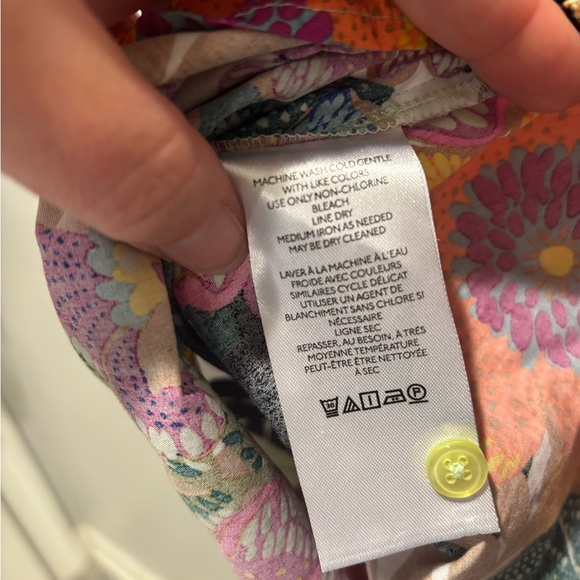 MACHINE WASH COLD GENTLE
WITH LIKE COLORS
USE ONLY NON-CHLORINE
BLEACH
LINE DRY
MEDIUM IRON AS NEEDED
MAY BE DRY CLEANED
LAVER À LA MACHINE À L'EAU
FROIDE AVEC COULEURS
SIMILAIRES CYCLE DÉLICAT
UTILISER UN AGENT DE
BLANCHIMENT SANS CHLORE SI
NÉCESSAIRE
LIGNE SEC
REPASSER, AU BESOIN, À TRÈS
MOYENNE TEMPÉRATURE
PEUT-ÊTRE ÊTRE NETTOYÉE
À SEC
30 P